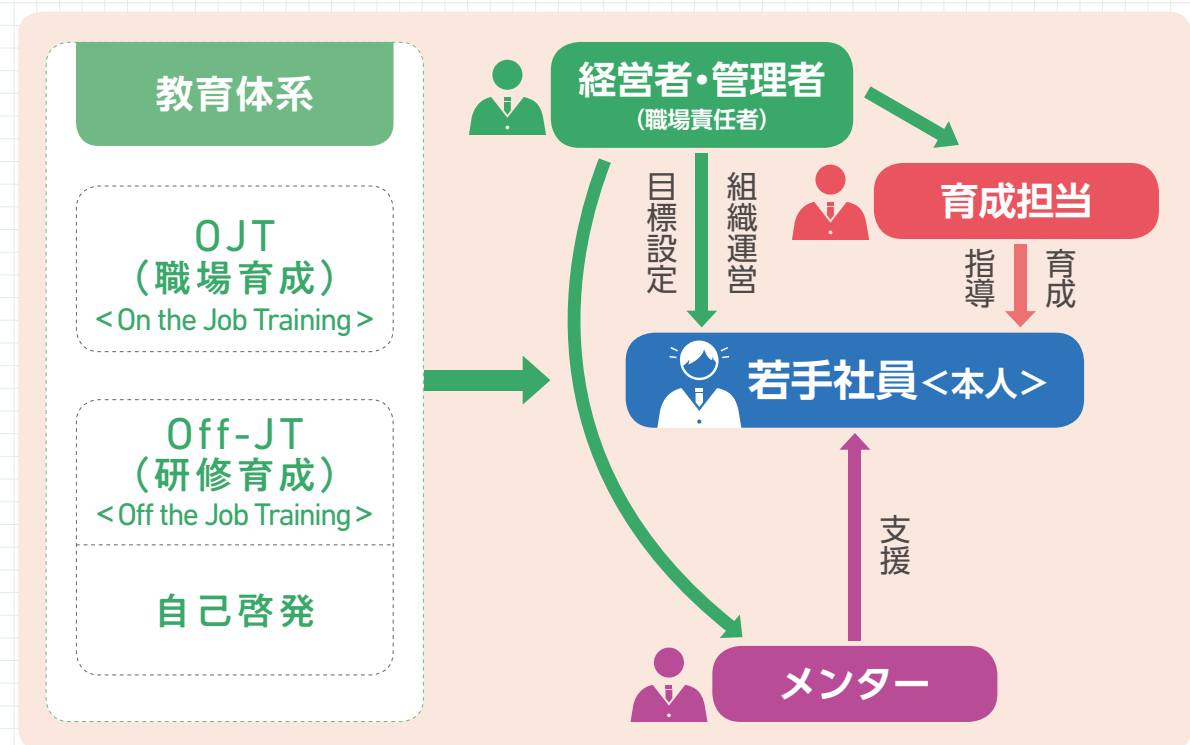 教育体系
OJT
(職場育成)
<On the Job Training>
Off-JT
(研修育成)
<Off the Job Training>
自己啓発
経営者・管理者
(職場責任者)
目標設定
組織運営
育成担当
指導
育成
若手社員<本人>
支援
メンター